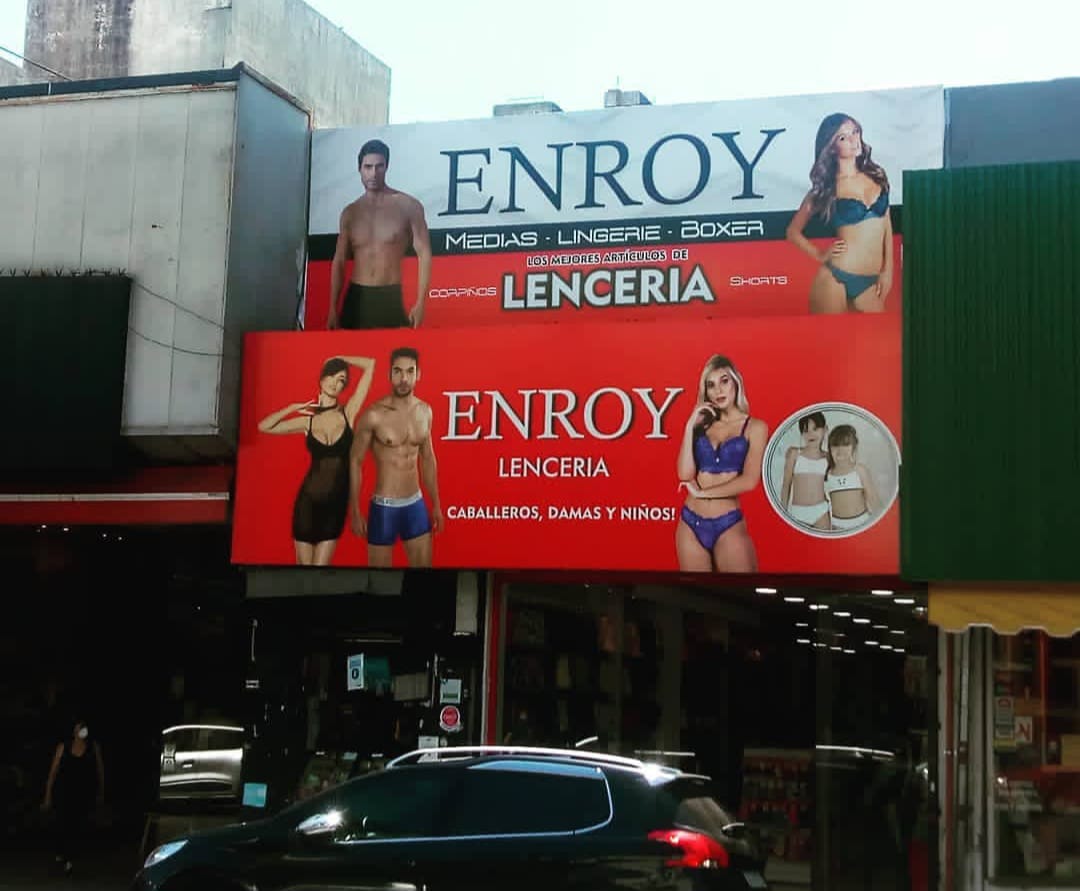 ENROY
MEDIAS - LINGERIE - BOXER
LOS MEJORES ARTÍCULOS DE
CORPIÑOS LENCERIA SHORTS
ENROY
LENCERIA
CABALLEROS, DAMAS Y NIÑOS!